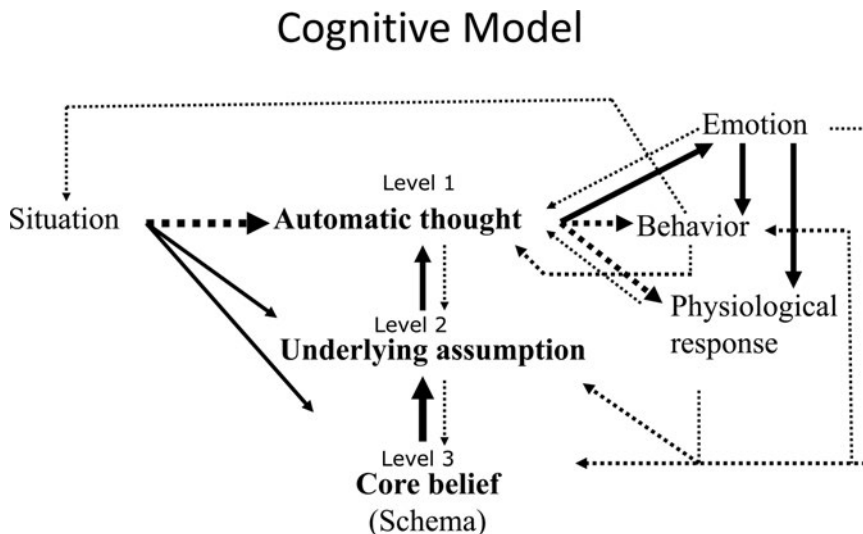 Cognitive Model
Emotion
Level 1
Situation
Automatic thought
Behavior
Physiological
response
Level 2
Underlying assumption
Level 3
Core belief
(Schema)